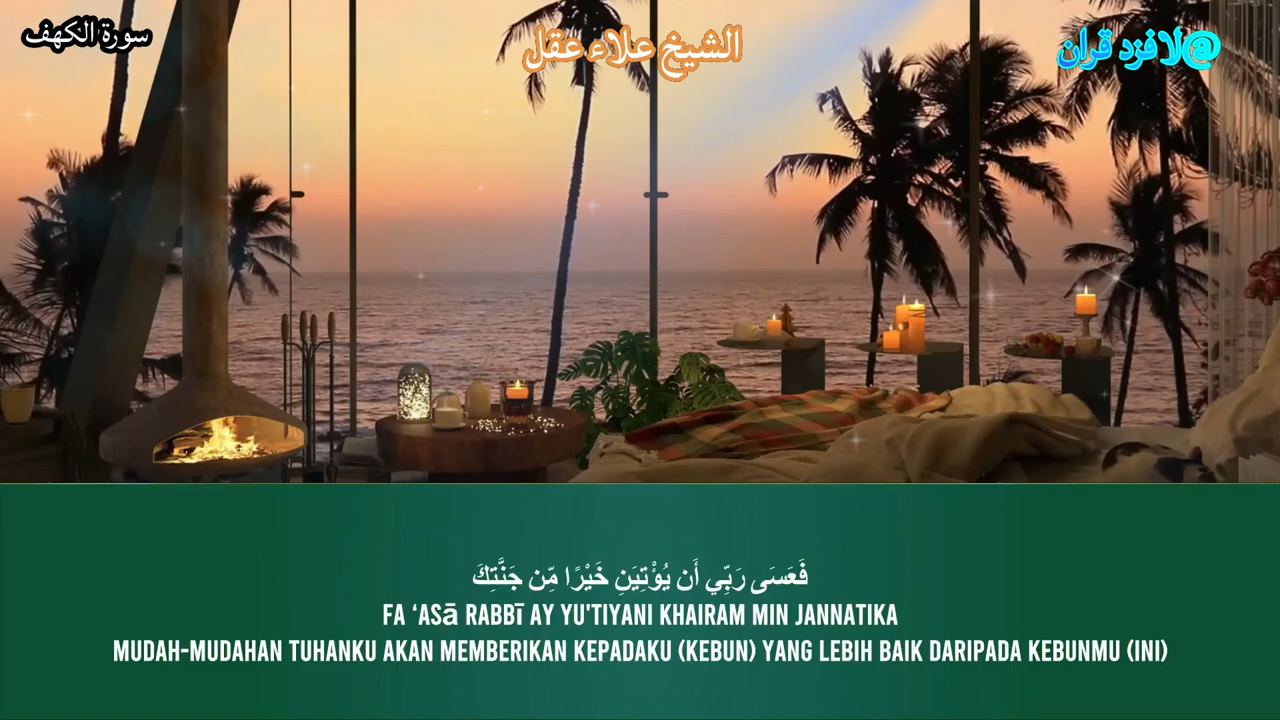 سورة الكهف
الشيخ علاء عقل
@لافزد قران
فَعَسَى رَبِّي أَن يُؤْتِيَنِ خَيْرًا مِّن جَنَّتِكَ
FA ‘ASā RABBī AY YU'TIYANI KHAIRAM MIN JANNATIKA
MUDAH-MUDAHAN TUHANKU AKAN MEMBERIKAN KEPADAKU (KEBUN) YANG LEBIH BAIK DARIPADA KEBUNMU (INI)